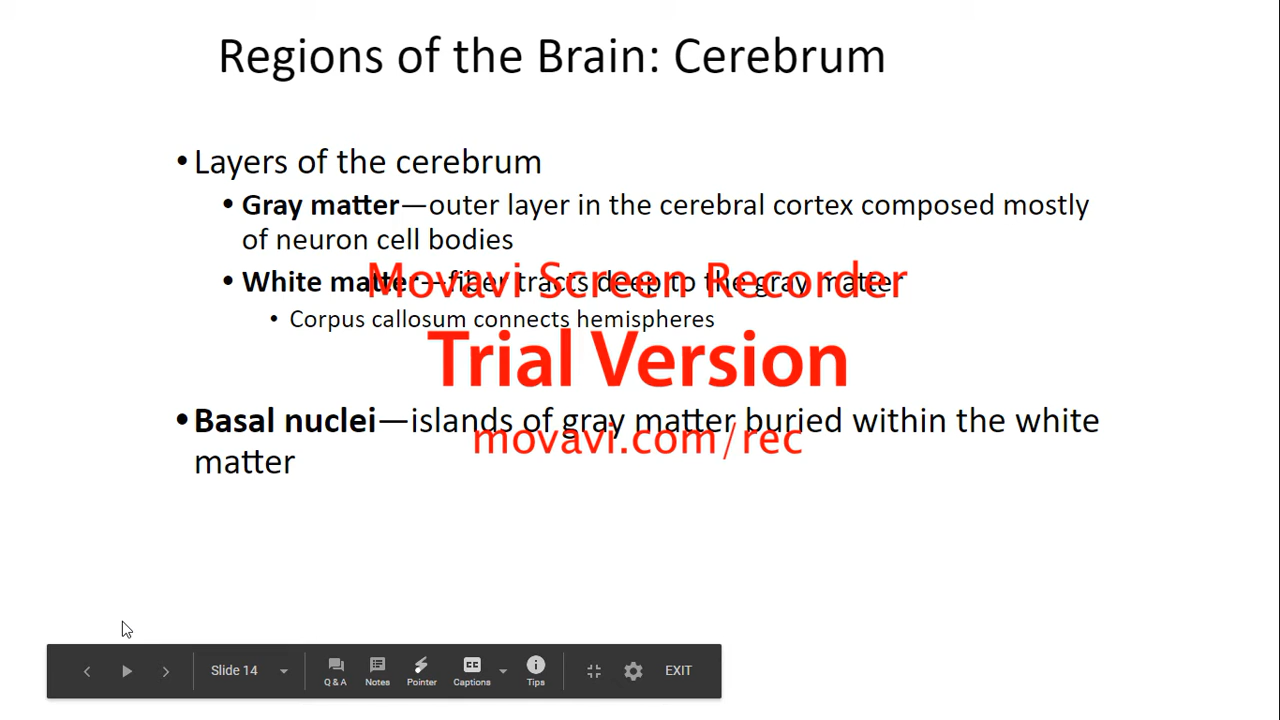 Regions of the Brain: Cerebrum
•Layers of the cerebrum
•Gray matter—outer layer in the cerebral cortex composed mostly
of neuron cell bodies
•White matter—fiber tracts deep to the gray matter
Movavi Screen Recorder
•Corpus callosum connects hemispheres
Trial Version
•Basal nuclei—islands of gray matter buried within the white
movavi.com/rec
matter
Slide 14
Q & A Notes Pointer CC Captions Tips EXIT